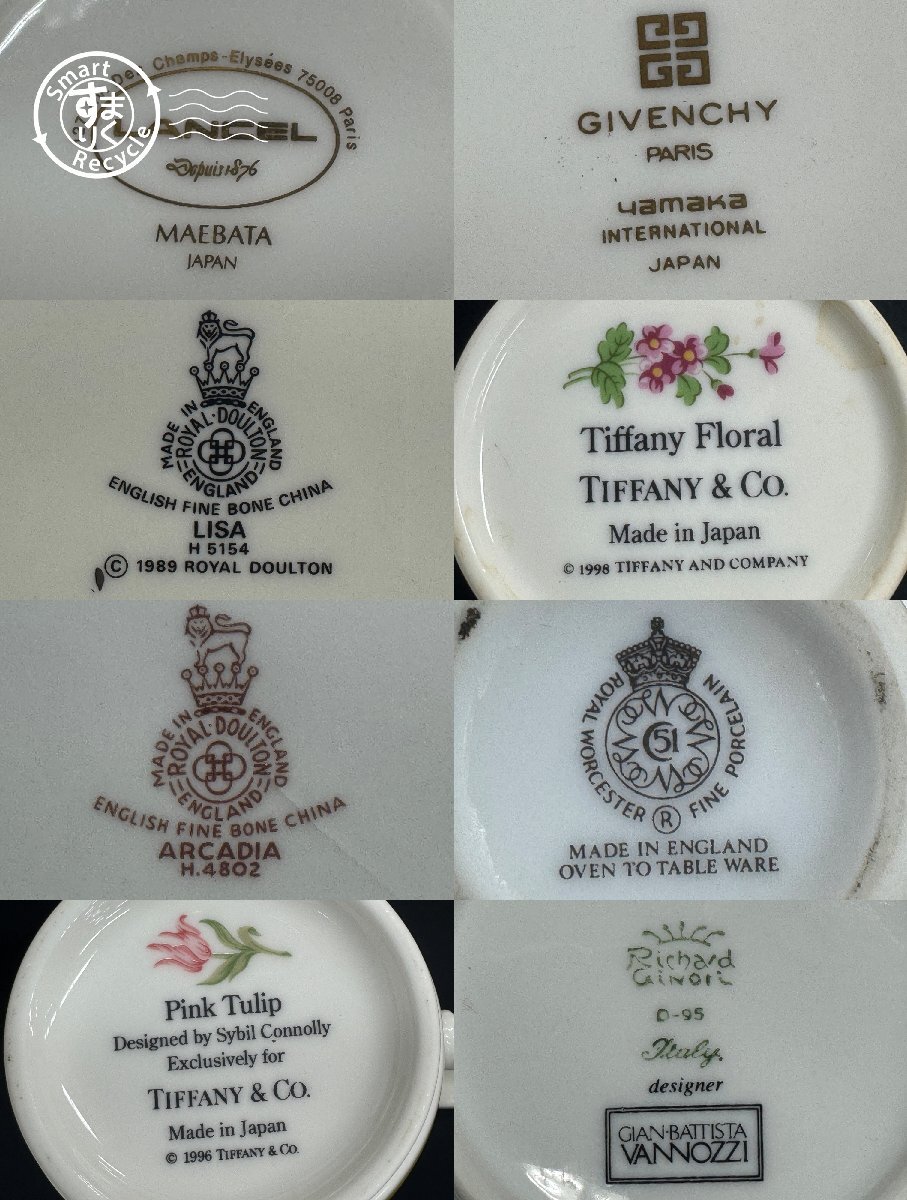 Smart
すまりく
Recycle
Des Champs-Elysées 75008 Paris
LANCEL
Depuis 1876
MAEBATA
JAPAN
GIVENCHY
PARIS
yamaka
INTERNATIONAL
JAPAN
MADE IN ENGLAND
ROYAL·DOULTON
ENGLAND
ENGLISH FINE BONE CHINA
LISA
H 5154
© 1989 ROYAL DOULTON
Tiffany Floral
TIFFANY & CO.
Made in Japan
© 1998 TIFFANY AND COMPANY
MADE IN ENGLAND
ROYAL DOULTON
ENGLAND
ENGLISH FINE BONE CHINA
ARCADIA
H.4802
ROYAL WORCESTER ® FINE PORCELAIN
51
MADE IN ENGLAND
OVEN TO TABLE WARE
Pink Tulip
Designed by Sybil Connolly
Exclusively for
TIFFANY & CO.
Made in Japan
© 1996 TIFFANY & CO.
Richard
GINORI
D-95
Italy.
designer
GIAN·BATTISTA
VANNOZZI